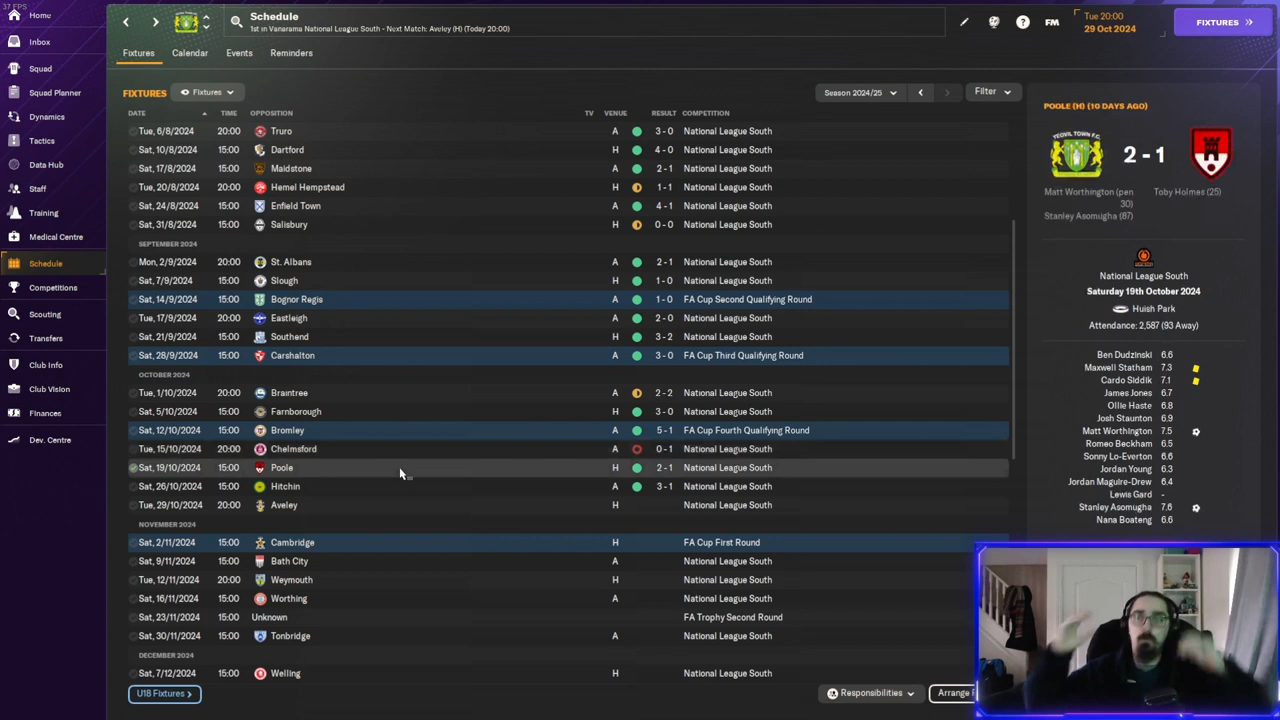 37 FPS
Home
Inbox
Squad
Squad Planner
Dynamics
Tactics
Data Hub
Staff
Training
Medical Centre
Schedule
Competitions
Scouting
Transfers
Club Info
Club Vision
Finances
Dev. Centre
Schedule
1st in Vanarama National League South - Next Match: Aveley (H) (Today 20:00)
FM
Tue 20:00
29 Oct 2024
FIXTURES
Fixtures Calendar Events Reminders
FIXTURES Fixtures Season 2024/25 Filter
DATE TIME OPPOSITION TV VENUE RESULT COMPETITION
Tue, 6/8/2024 20:00 Truro A 3 - 0 National League South
Sat, 10/8/2024 15:00 Dartford H 4 - 0 National League South
Sat, 17/8/2024 15:00 Maidstone A 2 - 1 National League South
Tue, 20/8/2024 20:00 Hemel Hempstead H 1 - 1 National League South
Sat, 24/8/2024 15:00 Enfield Town A 4 - 1 National League South
Sat, 31/8/2024 15:00 Salisbury H 0 - 0 National League South
SEPTEMBER 2024
Mon, 2/9/2024 15:00 St. Albans A 2 - 1 National League South
Sat, 7/9/2024 15:00 Slough H 1 - 0 National League South
Sat, 14/9/2024 15:00 Bognor Regis A 1 - 0 FA Cup Second Qualifying Round
Tue, 17/9/2024 20:00 Eastleigh A 2 - 0 National League South
Sat, 21/9/2024 15:00 Southend H 3 - 2 National League South
Sat, 28/9/2024 15:00 Carshalton A 3 - 0 FA Cup Third Qualifying Round
OCTOBER 2024
Tue, 1/10/2024 20:00 Braintree A 2 - 2 National League South
Sat, 5/10/2024 15:00 Farnborough H 3 - 0 National League South
Sat, 12/10/2024 15:00 Bromley A 5 - 1 FA Cup Fourth Qualifying Round
Tue, 15/10/2024 20:00 Chelmsford A 0 - 1 National League South
Sat, 19/10/2024 15:00 Poole H 2 - 1 National League South
Sat, 26/10/2024 15:00 Hitchin A 3 - 1 National League South
Tue, 29/10/2024 20:00 Aveley H National League South
NOVEMBER 2024
Sat, 2/11/2024 15:00 Cambridge H FA Cup First Round
Sat, 9/11/2024 15:00 Bath City A National League South
Tue, 12/11/2024 20:00 Weymouth H National League South
Sat, 16/11/2024 15:00 Worthing A National League South
Sat, 23/11/2024 15:00 Unknown FA Trophy Second Round
Sat, 30/11/2024 15:00 Tonbridge A National League South
DECEMBER 2024
Sat, 7/12/2024 15:00 Welling H National League South
U18 Fixtures Responsibilities Arrange
POOLE (H) (10 DAYS AGO)
YEOVIL TOWN F.C.
2 - 1
Matt Worthington (pen 30)
Stanley Asomugha (87)
Toby Holmes (25)
National League South
Saturday 19th October 2024
Huish Park
Attendance: 2,587 (93 Away)
Ben Dudzinski 6.6
Maxwell Statham 7.3
Cardo Siddik 7.1
James Jones 6.7
Ollie Haste 6.8
Josh Staunton 6.9
Matt Worthington 7.5
Romeo Beckham 6.5
Sonny Lo-Everton 6.6
Jordan Young 6.3
Jordan Maguire-Drew 6.4
Lewis Gard -
Stanley Asomugha 7.6
Nana Boateng 6.6